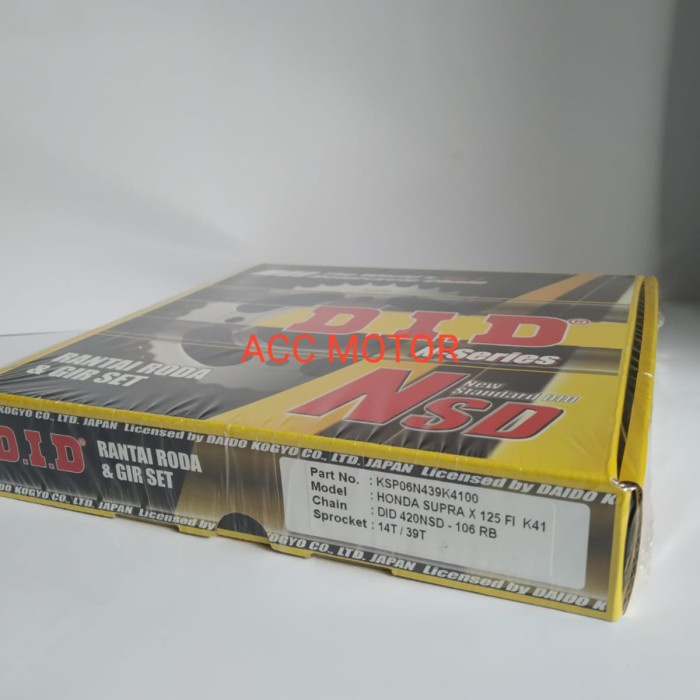 D.I.D®
series
ACC MOTOR
RANTAI RODA
& GIR SET
NSD
New
Standard
KOGYO CO., LTD. JAPAN Licensed by DAIDO KOGYO CO., LTD. JAPAN Licensed by DAIDO K
D.I.D
RANTAI RODA
& GIR SET
Part No. : KSP06N439K4100
Model : HONDA SUPRA X 125 FI K41
Chain : DID 420NSD - 106 RB
Sprocket : 14T / 39T
KOGYO CO., LTD. JAPAN Licensed by DAIDO K